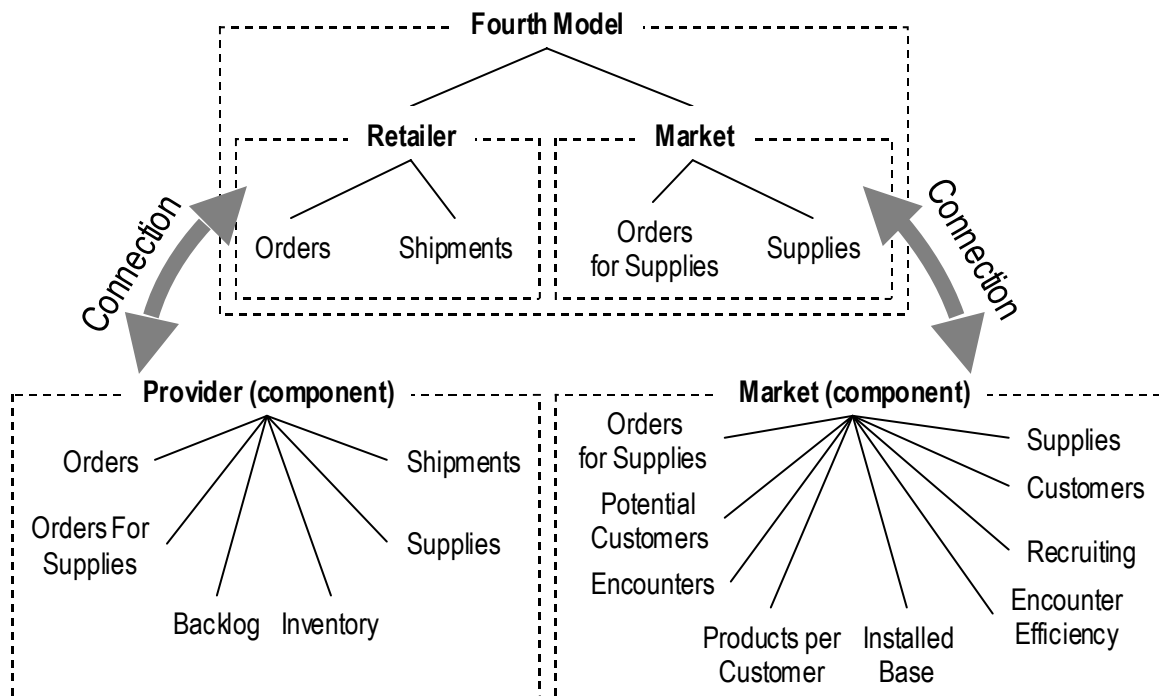 Fourth Model
Retailer
Market
Orders
Shipments
Orders
for Supplies
Supplies
Connection
Connection
Provider (component)
Orders
Shipments
Orders For
Supplies
Supplies
Backlog
Inventory
Market (component)
Orders
for Supplies
Supplies
Potential
Customers
Customers
Encounters
Recruiting
Products per
Customer
Installed
Base
Encounter
Efficiency